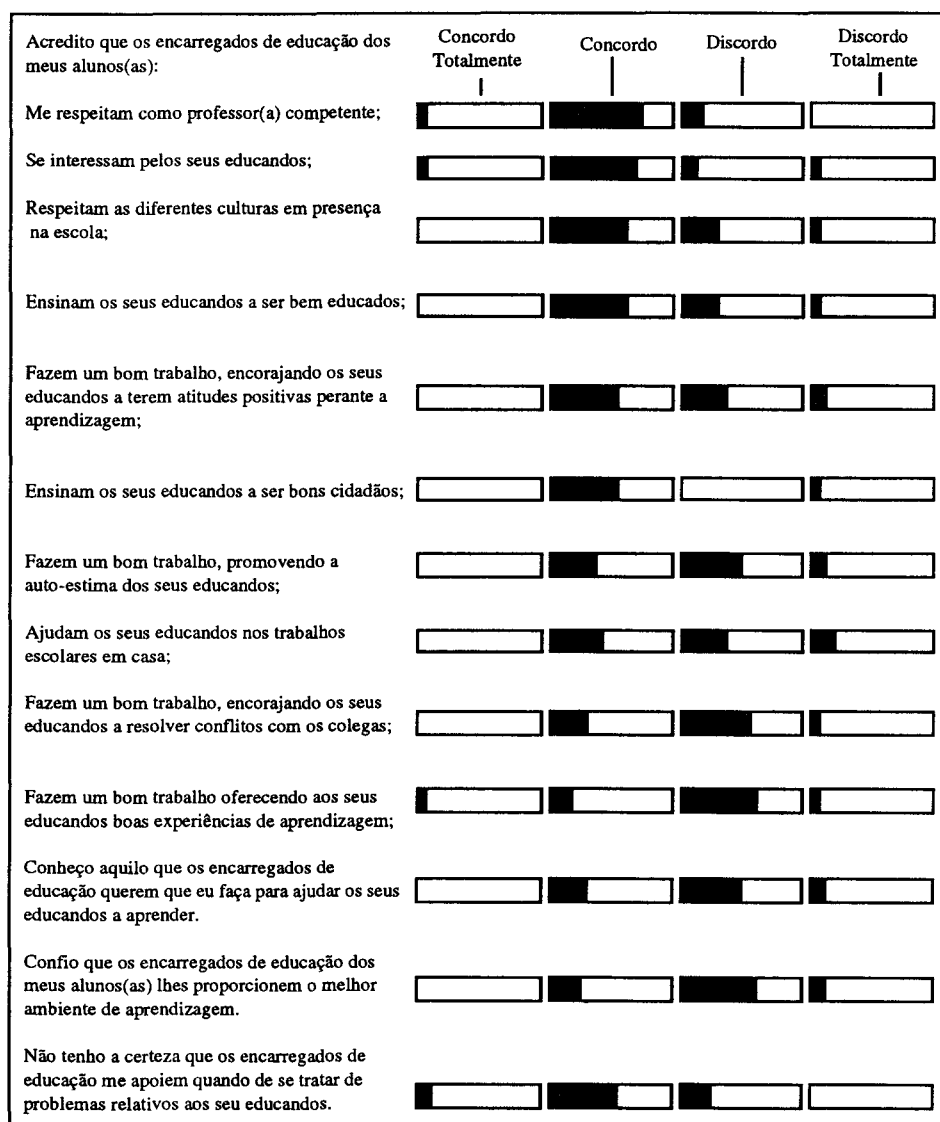 Acredito que os encarregados de educação dos
meus alunos(as):
Concordo
Totalmente
Concordo
Discordo
Discordo
Totalmente
Me respeitam como professor(a) competente;
Se interessam pelos seus educandos;
Respeitam as diferentes culturas em presença
na escola;
Ensinam os seus educandos a ser bem educados;
Fazem um bom trabalho, encorajando os seus
educandos a terem atitudes positivas perante a
aprendizagem;
Ensinam os seus educandos a ser bons cidadãos;
Fazem um bom trabalho, promovendo a
auto-estima dos seus educandos;
Ajudam os seus educandos nos trabalhos
escolares em casa;
Fazem um bom trabalho, encorajando os seus
educandos a resolver conflitos com os colegas;
Fazem um bom trabalho oferecendo aos seus
educandos boas experiências de aprendizagem;
Conheço aquilo que os encarregados de
educação querem que eu faça para ajudar os seus
educandos a aprender.
Confio que os encarregados de educação dos
meus alunos(as) lhes proporcionem o melhor
ambiente de aprendizagem.
Não tenho a certeza que os encarregados de
educação me apoiem quando de se tratar de
problemas relativos aos seu educandos.